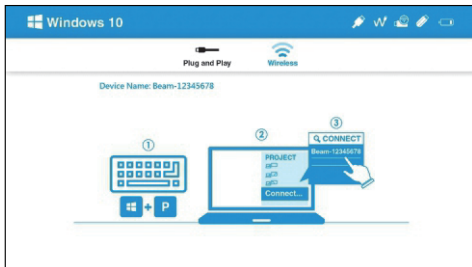 Windows 10
Plug and Play
Wireless
Device Name: Beam-12345678
①
②
③
PROJECT
Connect...
CONNECT
Beam-12345678
+ P